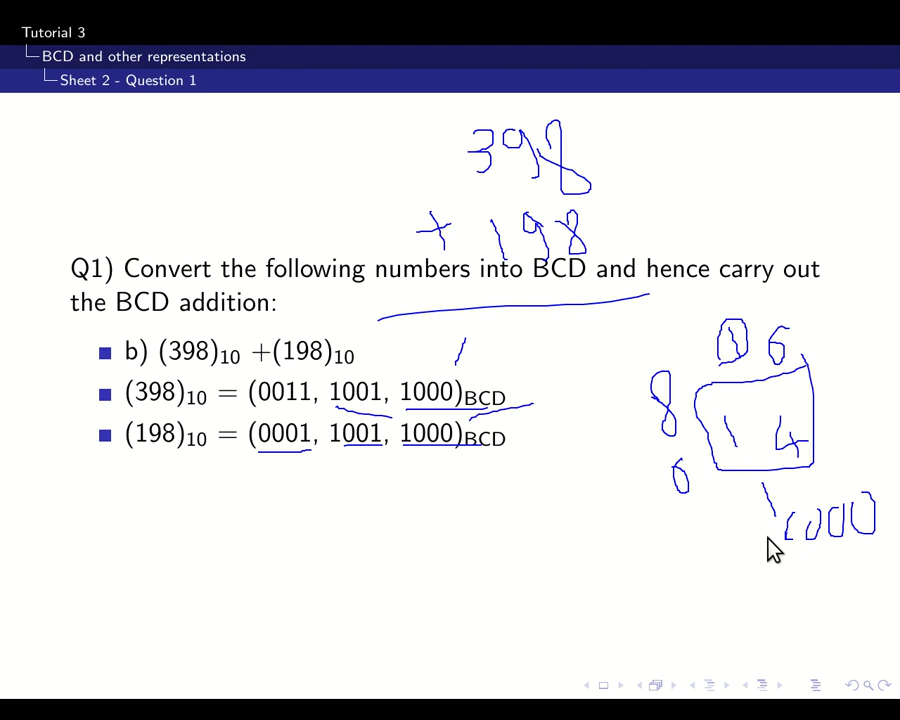 Tutorial 3
BCD and other representations
Sheet 2 - Question 1
398
+ 198
Q1) Convert the following numbers into BCD and hence carry out
the BCD addition:
b) (398)₁₀ +(198)₁₀
(398)₁₀ = (0011, 1001, 1000)BCD
(198)₁₀ = (0001, 1001, 1000)BCD
1 6
8
1 4
6
1000